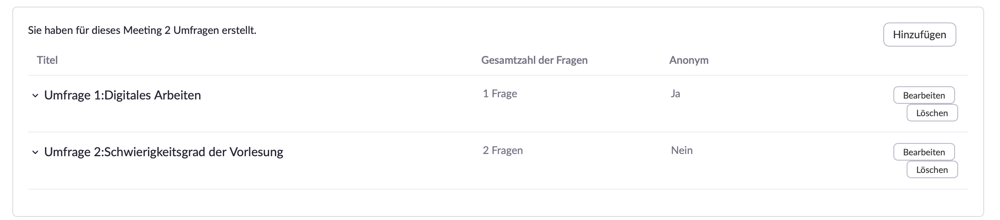 Sie haben für dieses Meeting 2 Umfragen erstellt.
Hinzufügen
Titel Gesamtzahl der Fragen Anonym
Umfrage 1:Digitales Arbeiten 1 Frage Ja Bearbeiten
Löschen
Umfrage 2:Schwierigkeitsgrad der Vorlesung 2 Fragen Nein Bearbeiten
Löschen